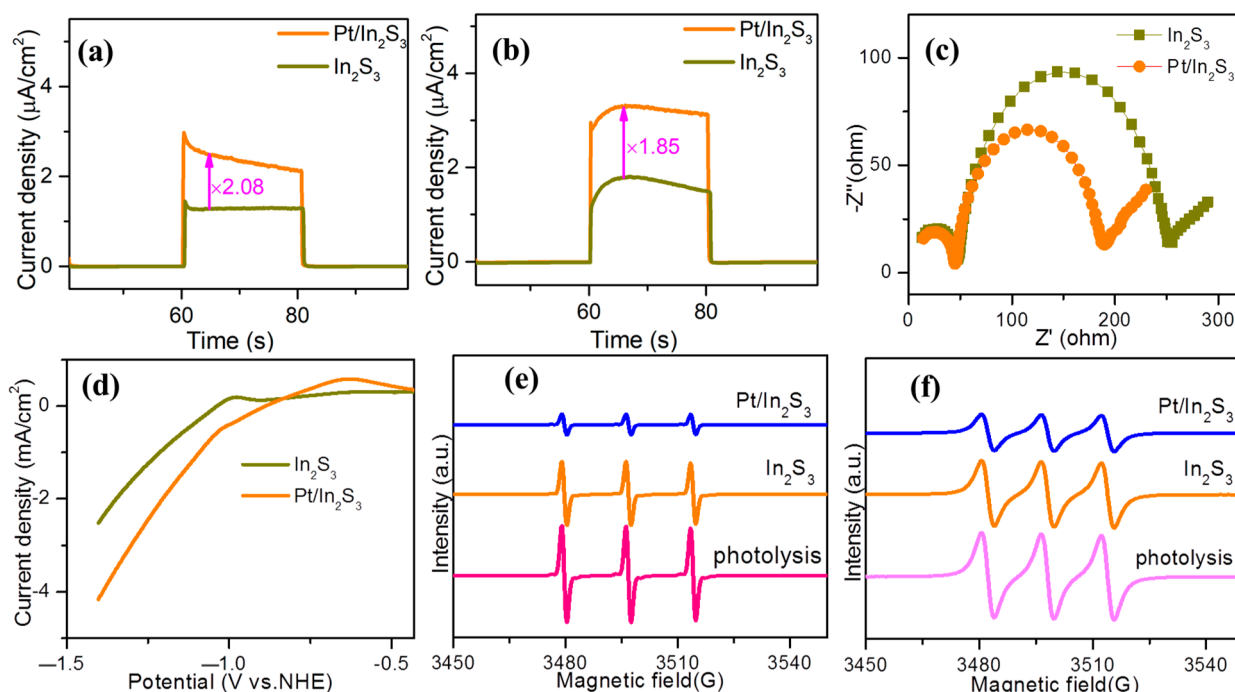 (a)
Pt/In₂S₃
In₂S₃
×2.08
Current density (μA/cm²)
4
2
0
60
80
Time (s)
(b)
Pt/In₂S₃
In₂S₃
×1.85
Current density (μA/cm²)
4
2
0
60
80
Time (s)
(c)
In₂S₃
Pt/In₂S₃
-Z''(ohm)
100
50
0
0
100
200
300
Z' (ohm)
(d)
In₂S₃
Pt/In₂S₃
Current density (mA/cm²)
0
-2
-4
—1.5
—1.0
-0.5
Potential (V vs.NHE)
(e)
Pt/In₂S₃
In₂S₃
photolysis
Intensity (a.u.)
3450
3480
3510
3540
Magnetic field(G)
(f)
Pt/In₂S₃
In₂S₃
photolysis
Intensity (a.u.)
3450
3480
3510
3540
Magnetic field(G)